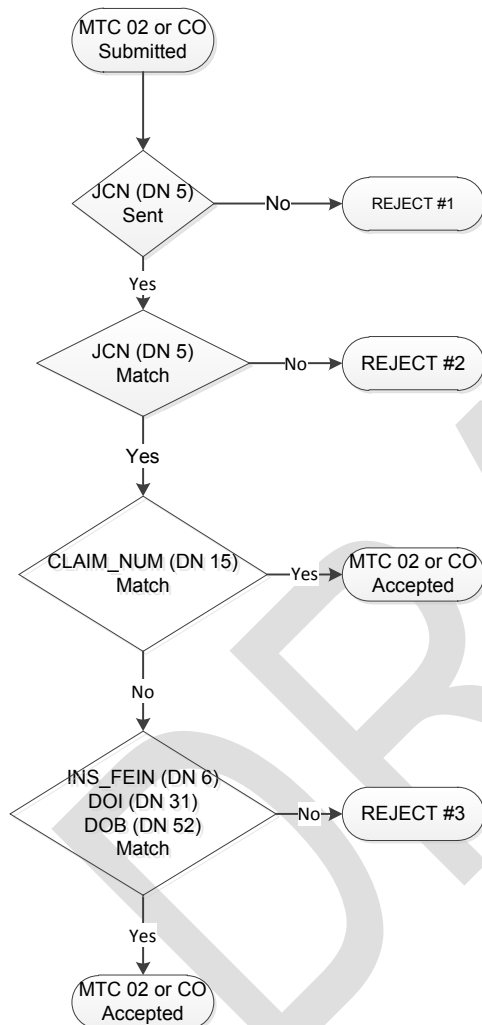 MTC 02 or CO
Submitted
JCN (DN 5)
Sent
No
REJECT #1
Yes
JCN (DN 5)
Match
No
REJECT #2
Yes
CLAIM_NUM (DN 15)
Match
Yes
MTC 02 or CO
Accepted
No
INS_FEIN (DN 6)
DOI (DN 31)
DOB (DN 52)
Match
No
REJECT #3
Yes
MTC 02 or CO
Accepted